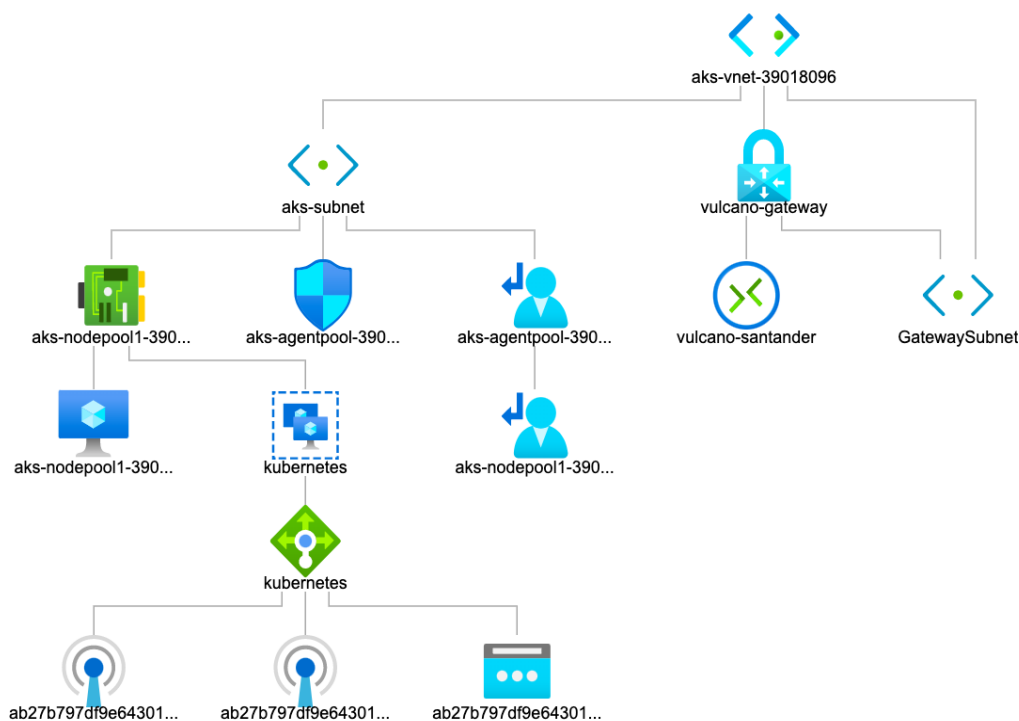 aks-vnet-39018096
aks-subnet
vulcano-gateway
aks-nodepool1-390...
aks-agentpool-390...
aks-agentpool-390...
vulcano-santander
GatewaySubnet
aks-nodepool1-390...
kubernetes
aks-nodepool1-390...
kubernetes
ab27b797df9e64301...
ab27b797df9e64301...
ab27b797df9e64301...